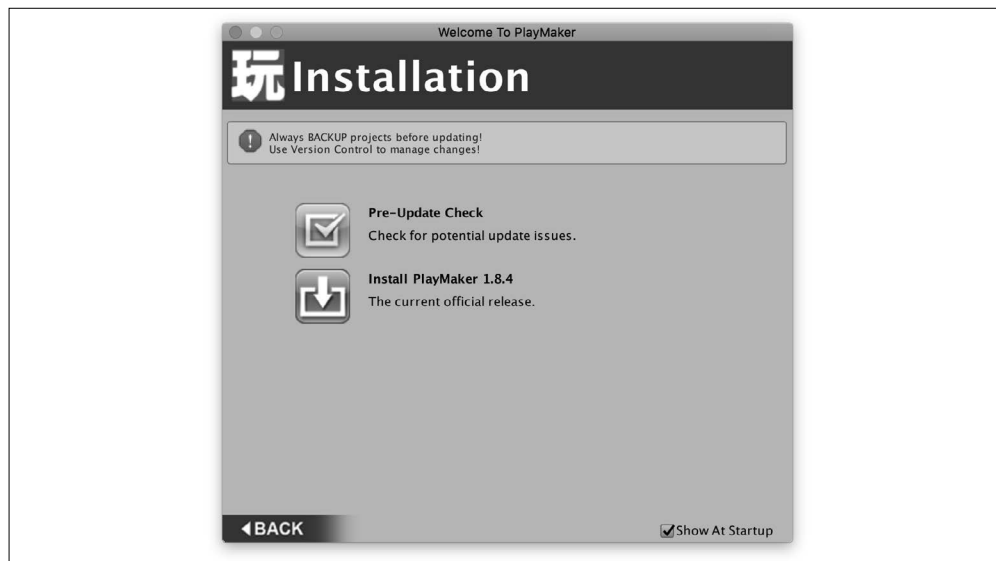 Welcome To PlayMaker
玩 Installation
Always BACKUP projects before updating!
Use Version Control to manage changes!
Pre-Update Check
Check for potential update issues.
Install PlayMaker 1.8.4
The current official release.
BACK
Show At Startup